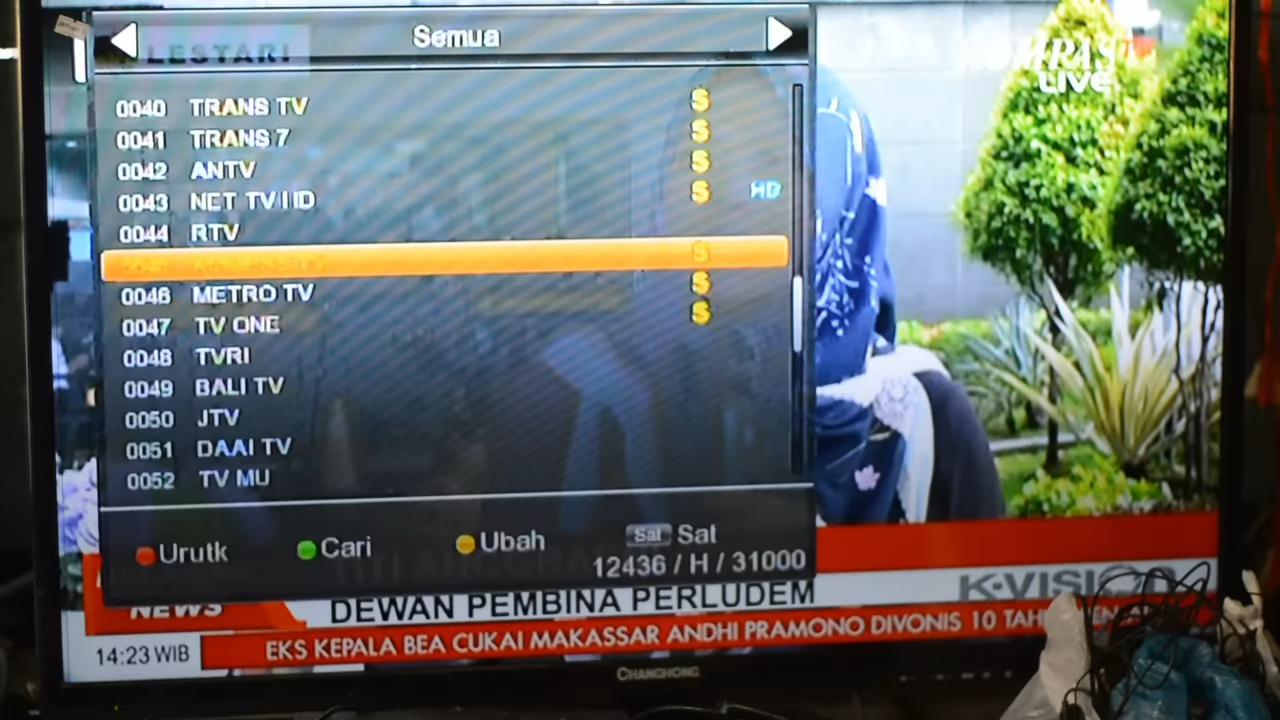 LESTARI
Semua
KOMPASTV
LIVE
0040 TRANS TV S
0041 TRANS 7 S
0042 ANTV S
0043 NET TV HD S HD
0044 RTV
S
0046 METRO TV S
0047 TV ONE S
0048 TVRI
0049 BALI TV
0050 JTV
0051 DAAI TV
0052 TV MU
Urutk Cari Ubah Sat Sat
12436 / H / 31000
K-VISION
NEWS DEWAN PEMBINA PERLUDEM
14:23 WIB EKS KEPALA BEA CUKAI MAKASSAR ANDHI PRAMONO DIVONIS 10
CHANGHONG